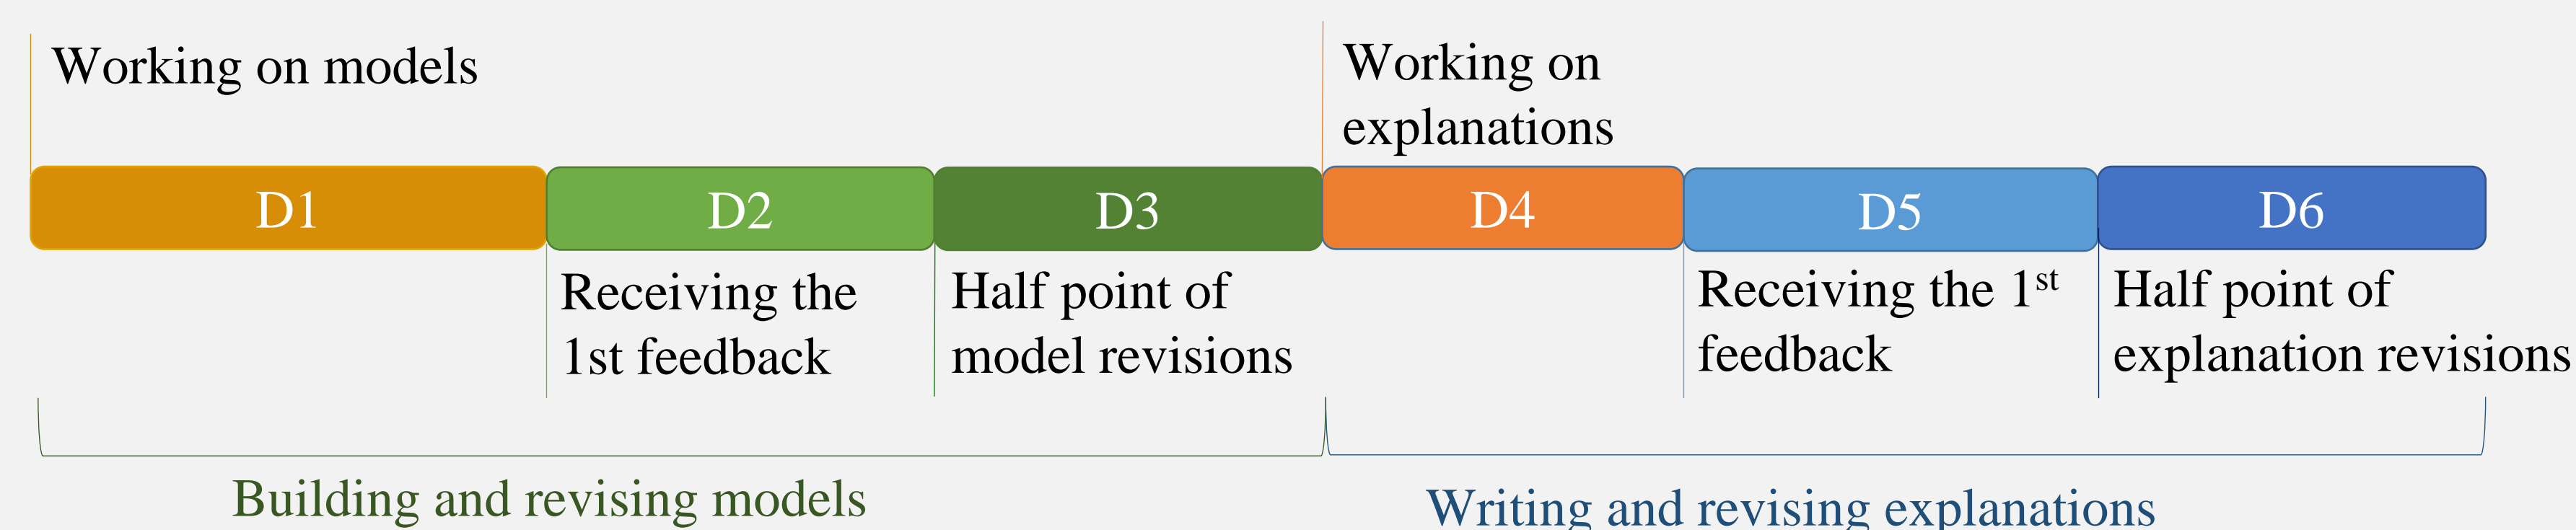 Working on models
Working on
explanations
D1
D2
D3
D4
D5
D6
Receiving the
1st feedback
Half point of
model revisions
Receiving the 1st
feedback
Half point of
explanation revisions
Building and revising models
Writing and revising explanations